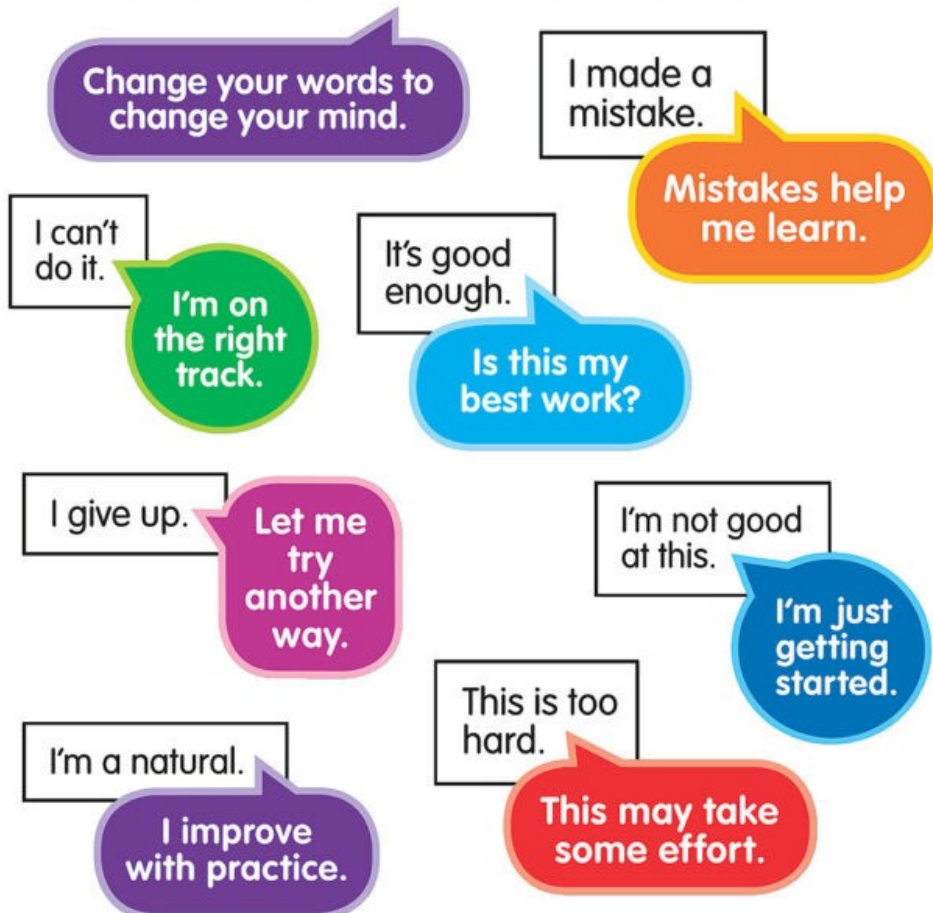 Change your words to
change your mind.
I made a
mistake.
Mistakes help
me learn.
I can't
do it.
I'm on
the right
track.
It's good
enough.
Is this my
best work?
I give up.
Let me
try
another
way.
I'm not good
at this.
I'm just
getting
started.
I'm a natural.
I improve
with practice.
This is too
hard.
This may take
some effort.